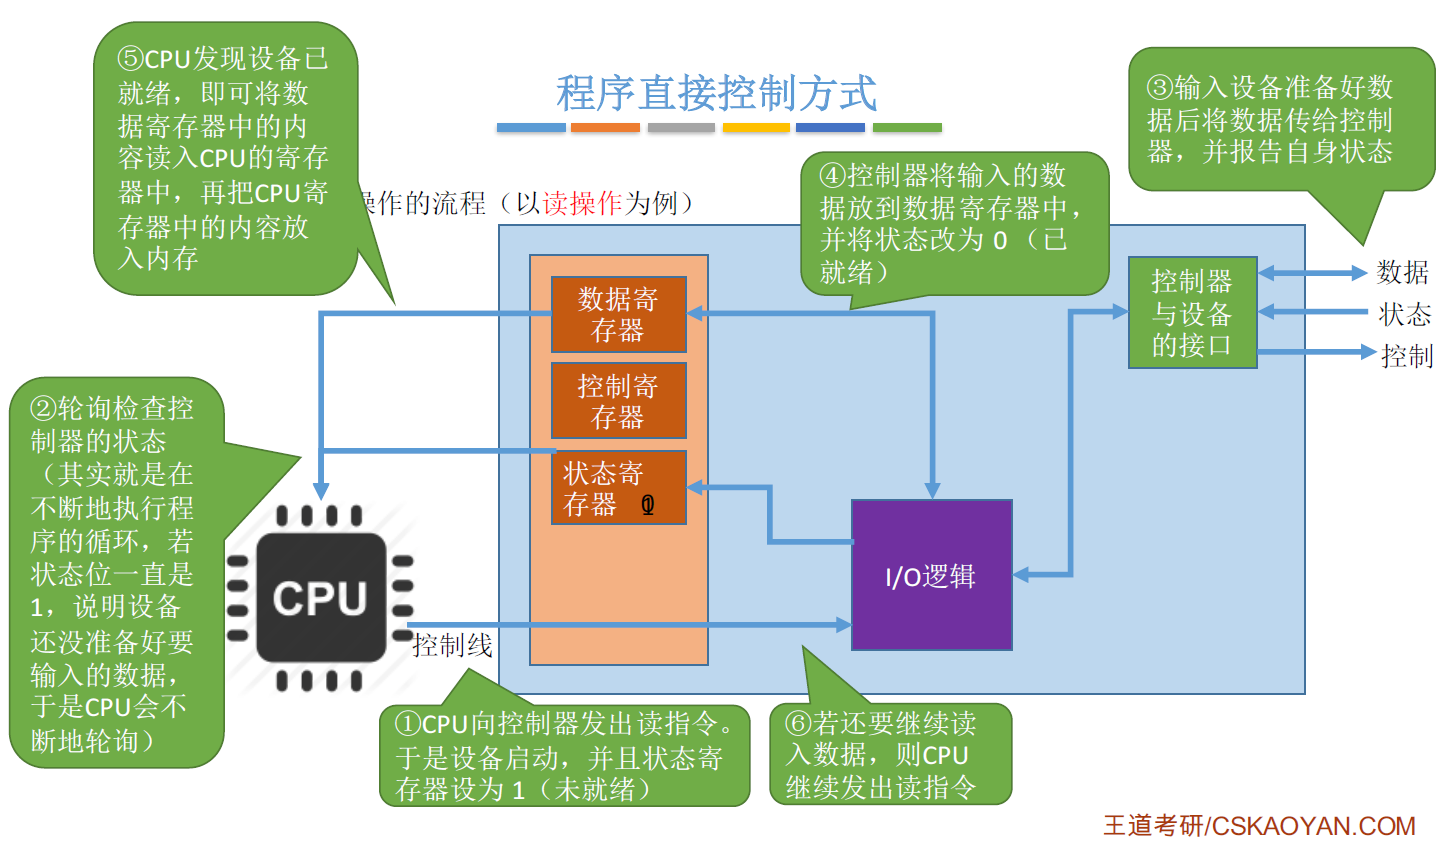 程序直接控制方式
操作的流程（以读操作为例）
①CPU向控制器发出读指令。
于是设备启动，并且状态寄
存器设为 1（未就绪）
②轮询检查控
制器的状态
（其实就是在
不断地执行程
序的循环，若
状态位一直是
1，说明设备
还没准备好要
输入的数据，
于是CPU会不
断地轮询）
③输入设备准备好数
据后将数据传给控制
器，并报告自身状态
④控制器将输入的数
据放到数据寄存器中，
并将状态改为 0 （已
就绪）
⑤CPU发现设备已
就绪，即可将数
据寄存器中的内
容读入CPU的寄存
器中，再把CPU寄
存器中的内容放
入内存
⑥若还要继续读
入数据，则CPU
继续发出读指令
数据寄
存器
控制寄
存器
状态寄
存器
控制器
与设备
的接口
数据
状态
控制
I/O逻辑
CPU
控制线
王道考研/CSKAOYAN.COM